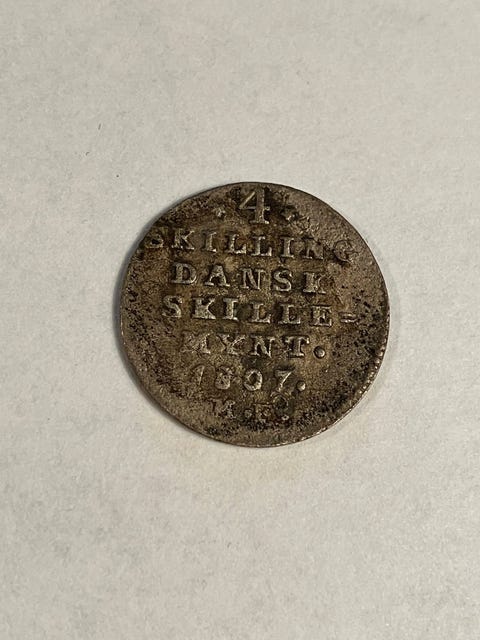 · 4 ·
SKILLING
DANSK
SKILLE=
MYNT.
1807.
M.F.